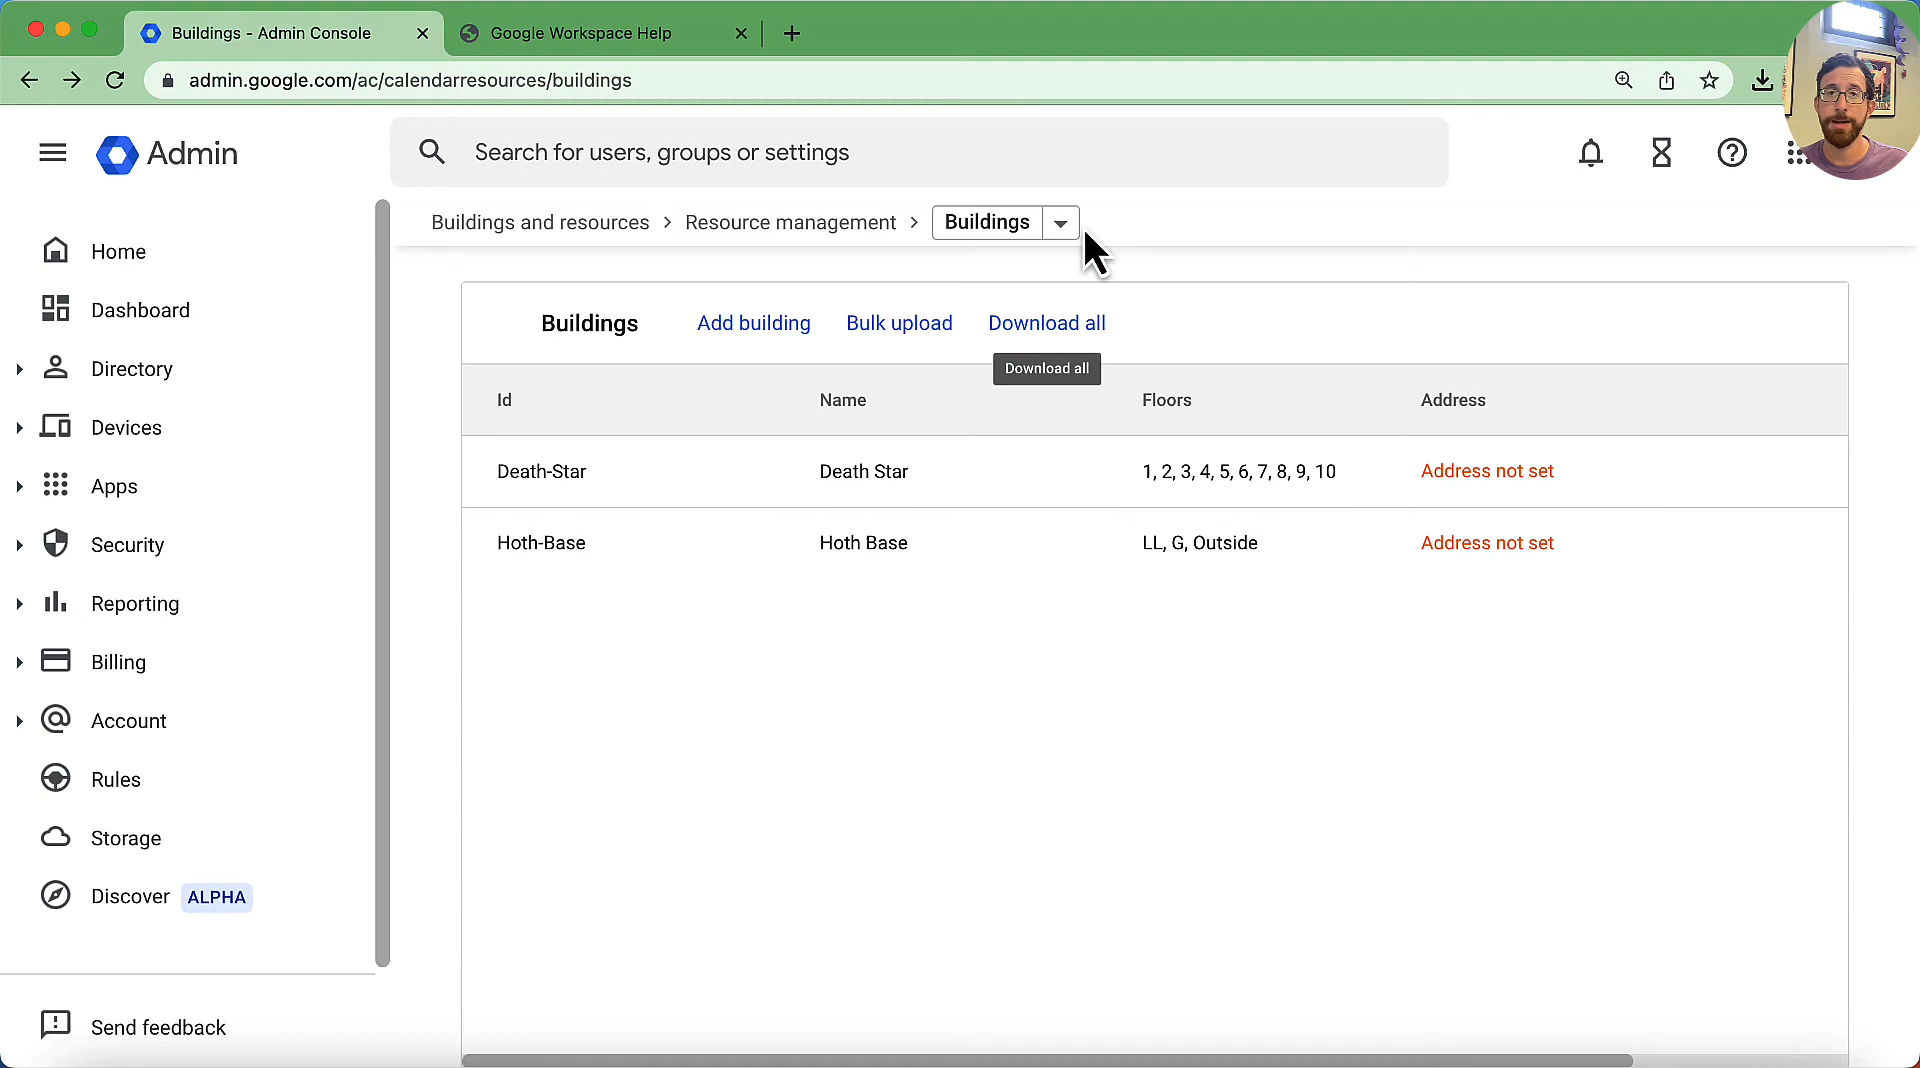 Buildings - Admin Console
Google Workspace Help
admin.google.com/ac/calendarresources/buildings
Admin
Search for users, groups or settings
Buildings and resources > Resource management > Buildings
Home
Dashboard
Directory
Devices
Apps
Security
Reporting
Billing
Account
Rules
Storage
Discover ALPHA
Send feedback
Buildings Add building Bulk upload Download all
Download all
Id Name Floors Address
Death-Star Death Star 1, 2, 3, 4, 5, 6, 7, 8, 9, 10 Address not set
Hoth-Base Hoth Base LL, G, Outside Address not set